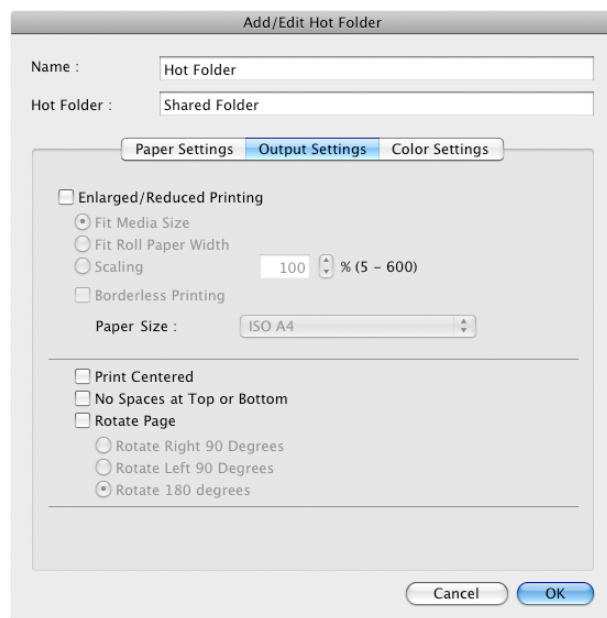 Add/Edit Hot Folder
Name : Hot Folder
Hot Folder : Shared Folder
Paper Settings Output Settings Color Settings
Enlarged/Reduced Printing
Fit Media Size
Fit Roll Paper Width
Scaling 100 % (5 - 600)
Borderless Printing
Paper Size : ISO A4
Print Centered
No Spaces at Top or Bottom
Rotate Page
Rotate Right 90 Degrees
Rotate Left 90 Degrees
Rotate 180 degrees
Cancel OK